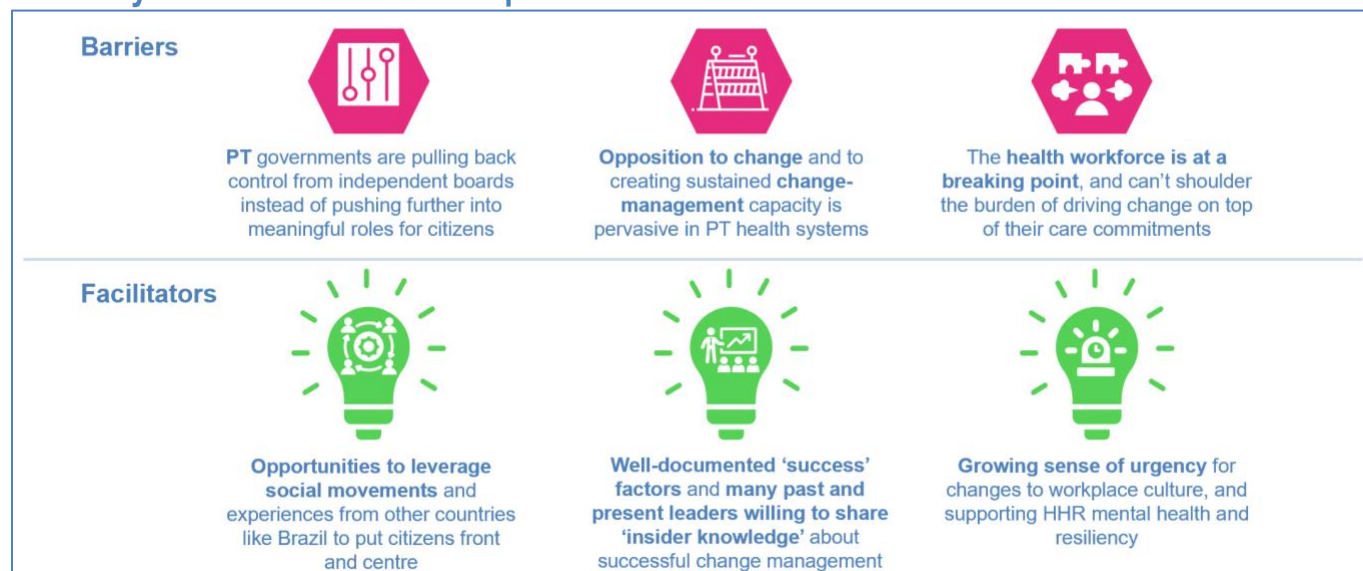 Barriers
PT governments are pulling back
control from independent boards
instead of pushing further into
meaningful roles for citizens
Opposition to change and to
creating sustained change-
management capacity is
pervasive in PT health systems
The health workforce is at a
breaking point, and can’t shoulder
the burden of driving change on top
of their care commitments
Facilitators
Opportunities to leverage
social movements and
experiences from other countries
like Brazil to put citizens front
and centre
Well-documented ‘success’
factors and many past and
present leaders willing to share
‘insider knowledge’ about
successful change management
Growing sense of urgency for
changes to workplace culture, and
supporting HHR mental health and
resiliency